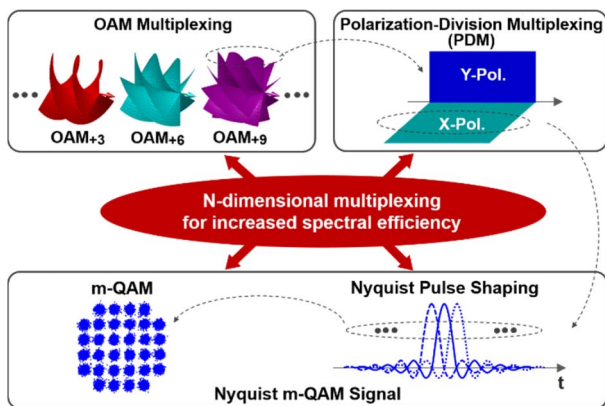 OAM Multiplexing
OAM+3
OAM+6
OAM+9
Polarization-Division Multiplexing
(PDM)
Y-Pol.
X-Pol.
N-dimensional multiplexing
for increased spectral efficiency
m-QAM
Nyquist Pulse Shaping
t
Nyquist m-QAM Signal